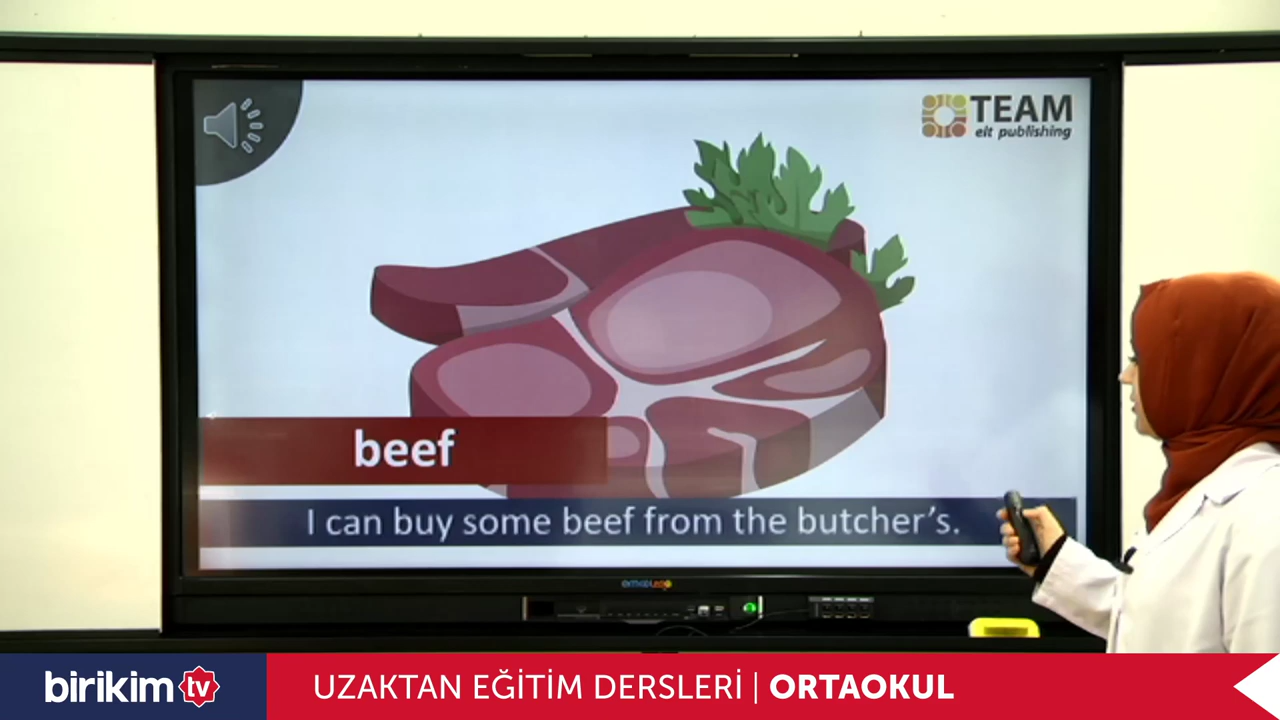 TEAM
elt publishing
beef
I can buy some beef from the butcher's.
birikim tv
UZAKTAN EĞİTİM DERSLERİ | ORTAOKUL